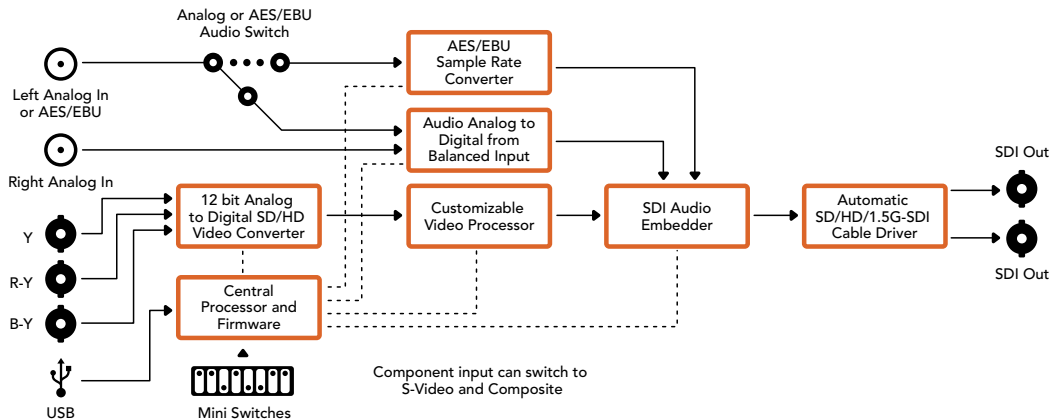 Analog or AES/EBU
Audio Switch
Left Analog In
or AES/EBU
Right Analog In
AES/EBU
Sample Rate
Converter
Audio Analog to
Digital from
Balanced Input
Y
R-Y
B-Y
USB
12 bit Analog
to Digital SD/HD
Video Converter
Customizable
Video Processor
SDI Audio
Embedder
Automatic
SD/HD/1.5G-SDI
Cable Driver
SDI Out
SDI Out
Central
Processor and
Firmware
Mini Switches
Component input can switch to
S-Video and Composite